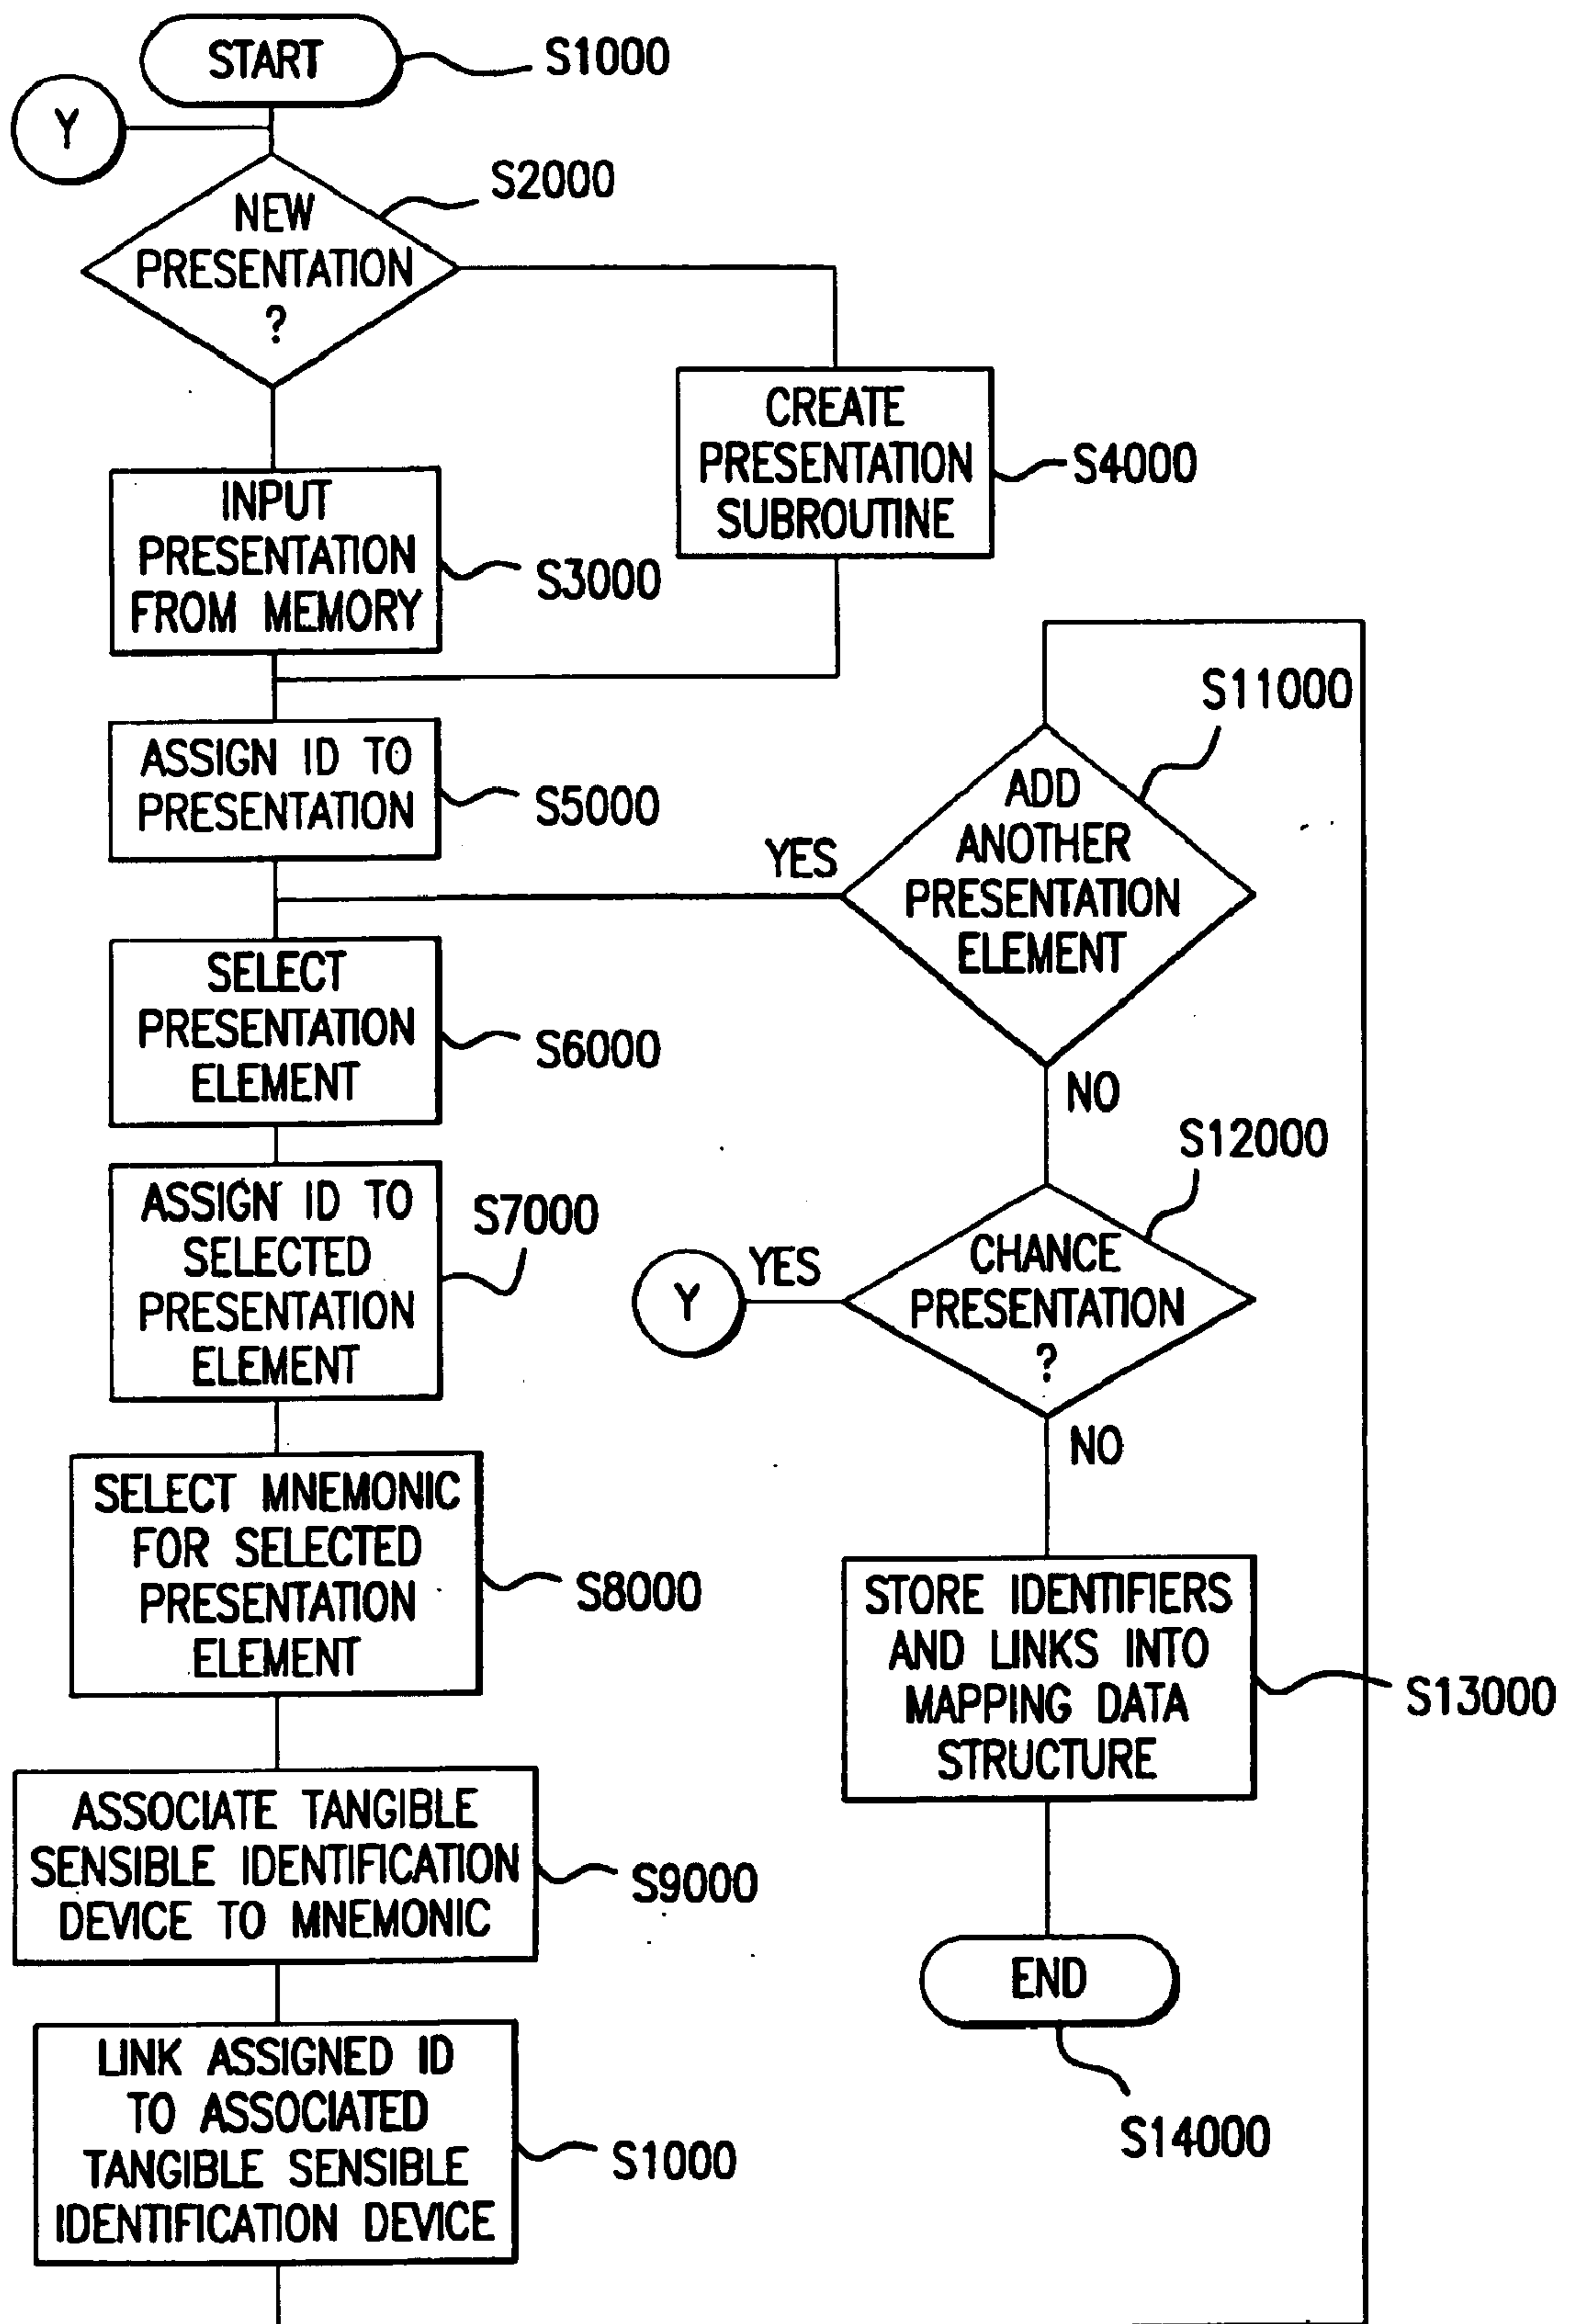 START
S1000
Y
S2000
NEW
PRESENTATION
?
CREATE
PRESENTATION
SUBROUTINE
S4000
INPUT
PRESENTATION
FROM MEMORY
S3000
ASSIGN ID TO
PRESENTATION
S5000
SELECT
PRESENTATION
ELEMENT
S6000
ASSIGN ID TO
SELECTED
PRESENTATION
ELEMENT
S7000
SELECT MNEMONIC
FOR SELECTED
PRESENTATION
ELEMENT
S8000
ASSOCIATE TANGIBLE
SENSIBLE IDENTIFICATION
DEVICE TO MNEMONIC
S9000
LINK ASSIGNED ID
TO ASSOCIATED
TANGIBLE SENSIBLE
IDENTIFICATION DEVICE
S1000
S11000
ADD
ANOTHER
PRESENTATION
ELEMENT
YES
NO
S12000
CHANCE
PRESENTATION
?
YES
Y
NO
STORE IDENTIFIERS
AND LINKS INTO
MAPPING DATA
STRUCTURE
S13000
END
S14000